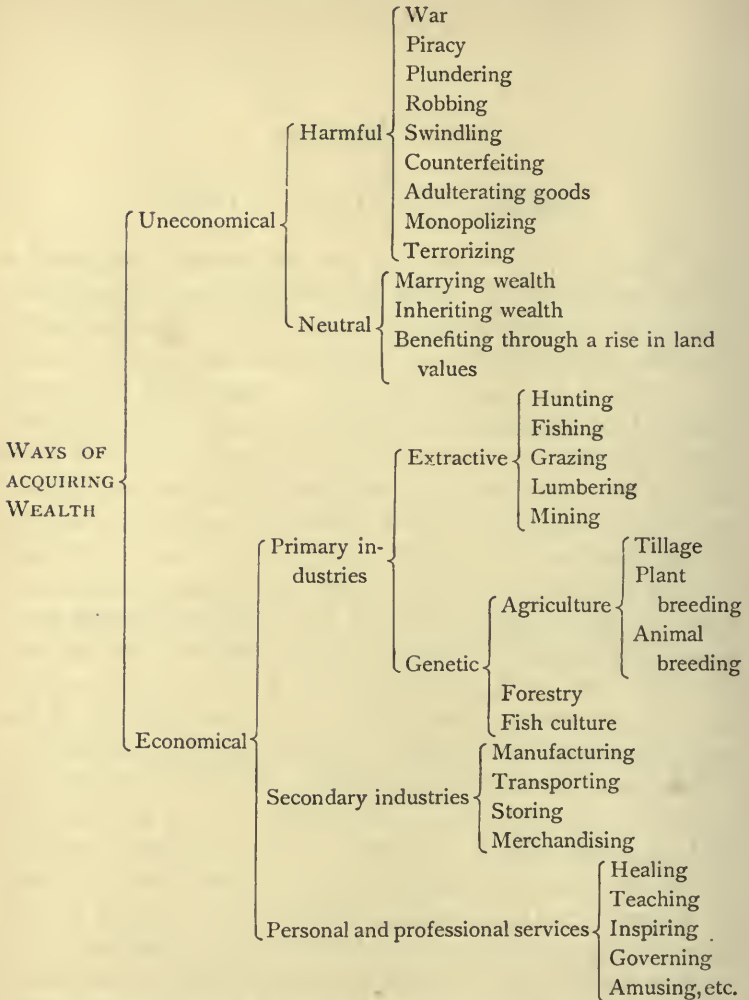 War
Piracy
Plundering
Robbing
Harmful Swindling
Counterfeiting
Adulterating goods
Uneconomical Monopolizing
Terrorizing
Marrying wealth
Inheriting wealth
Neutral
Benefiting through a rise in land
values
Hunting
Fishing
WAYS OF
Extractive Grazing
ACQUIRING
Lumbering
WEALTH
Mining
Primary in-
dustries
Tillage
Plant
Agriculture breeding
Animal
breeding
Genetic
Forestry
Fish culture
Economical
Manufacturing
Transporting
Secondary industries
Storing
Merchandising
Healing
Teaching
Personal and professional services Inspiring
Governing
Amusing, etc.